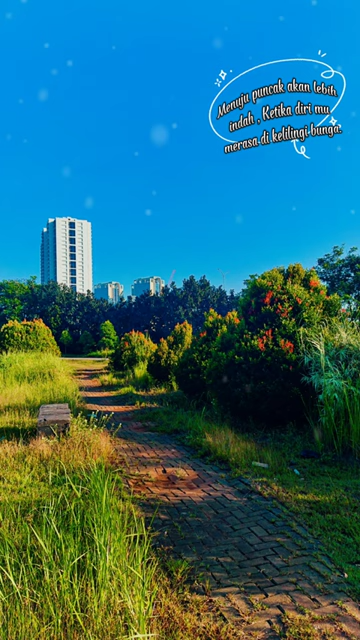 Menuju puncak akan lebih
indah , Ketika diri mu
merasa di kelilingi bunga.